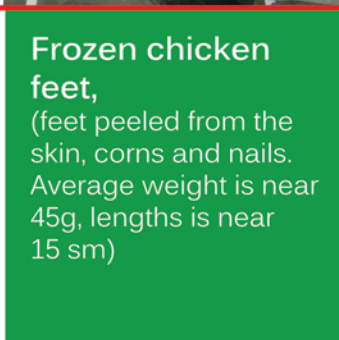 Frozen chicken
feet,
(feet peeled from the
skin, corns and nails.
Average weight is near
45g, lengths is near
15 sm)